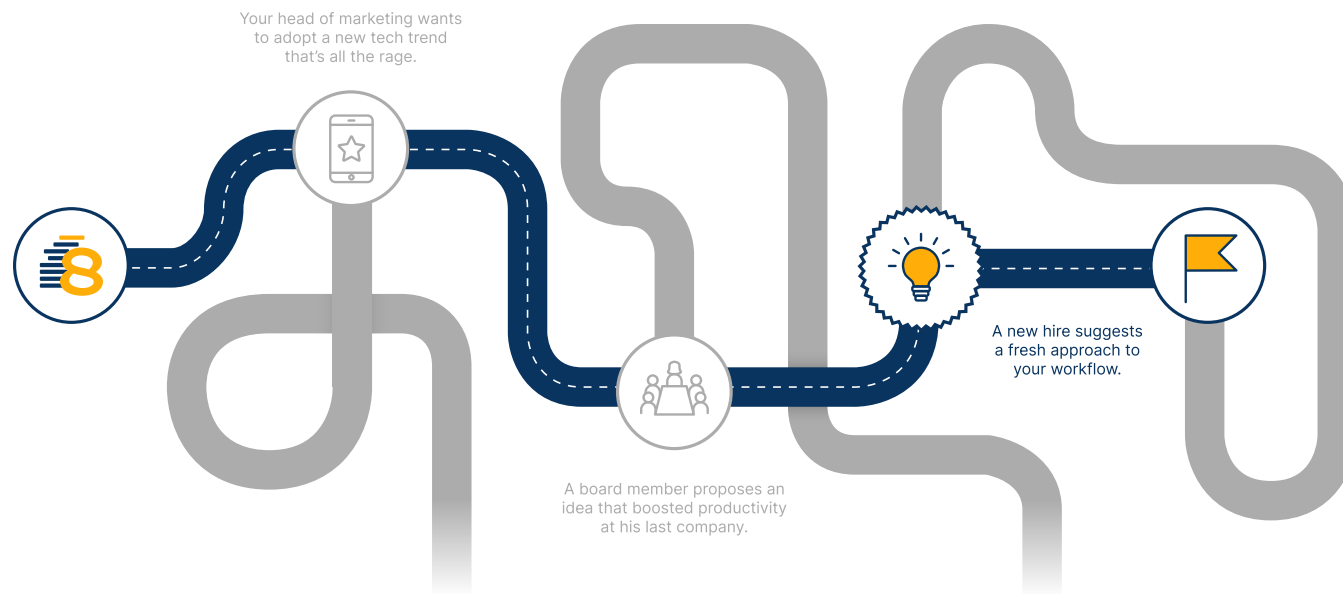 Your head of marketing wants
to adopt a new tech trend
that's all the rage.
8
A new hire suggests
a fresh approach to
your workflow.
A board member proposes an
idea that boosted productivity
at his last company.